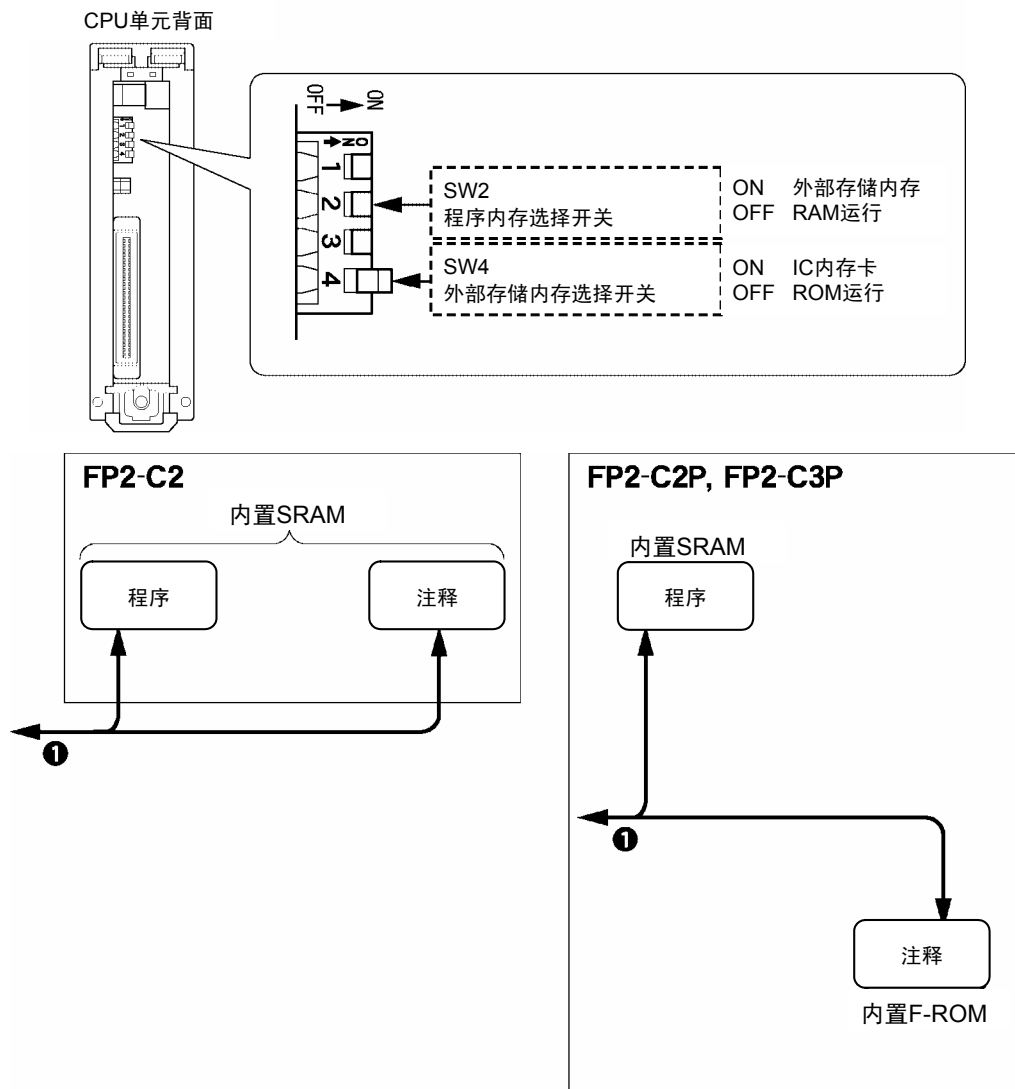 CPU单元背面
OFF → ON
ON
1
2
3
4
SW2
程序内存选择开关
ON 外部存储内存
OFF RAM运行
SW4
外部存储内存选择开关
ON IC内存卡
OFF ROM运行
FP2-C2
内置SRAM
程序
注释
❶
FP2-C2P, FP2-C3P
内置SRAM
程序
❶
注释
内置F-ROM